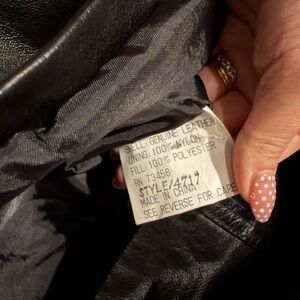 SHELL: GENUINE LEATHER
LINING: 100% NYLON
FILL: 100% POLYESTER
RN 73456
STYLE/4717
MADE IN CHINA
SEE REVERSE FOR CARE